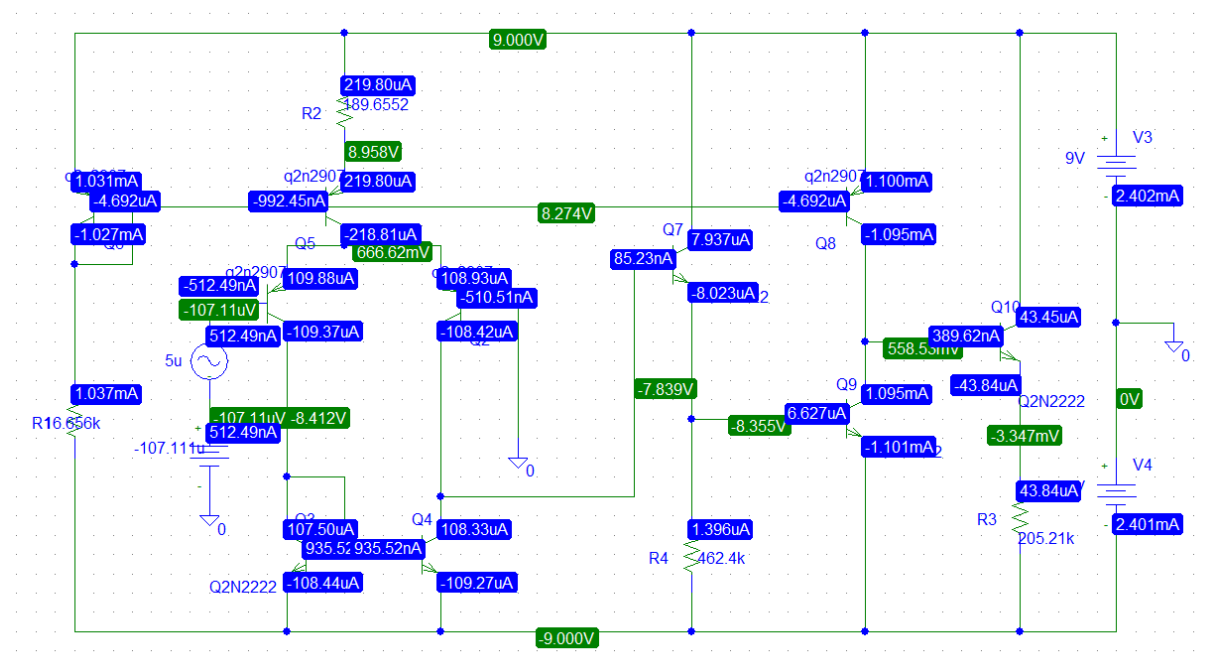 9.000V
219.80uA
R2
189.6552
8.958V
V3
9V
2.402mA
1.031mA
-4.692uA
-1.027mA
q2n2907
219.80uA
-992.45nA
-218.81uA
Q5
666.62mV
8.274V
q2n2907
1.100mA
-4.692uA
-1.095mA
Q8
Q7
7.937uA
85.23nA
-8.023uA
q2n2907
109.88uA
-512.49nA
-107.11uV
-109.37uA
108.93uA
-510.51nA
-108.42uA
Q2
512.49nA
5u
Q10
43.45uA
389.62nA
558.53mV
-43.84uA
Q2N2222
0
1.037mA
R1
16.656k
-107.11uV
-8.412V
512.49nA
-107.111u
-7.839V
-8.355V
Q9
1.095mA
6.627uA
-1.101mA
-3.347mV
0V
V4
0
0
43.84uA
R3
205.21k
2.401mA
107.50uA
935.52
935.52nA
Q4
108.33uA
Q2N2222
-108.44uA
-109.27uA
1.396uA
R4
462.4k
-9.000V